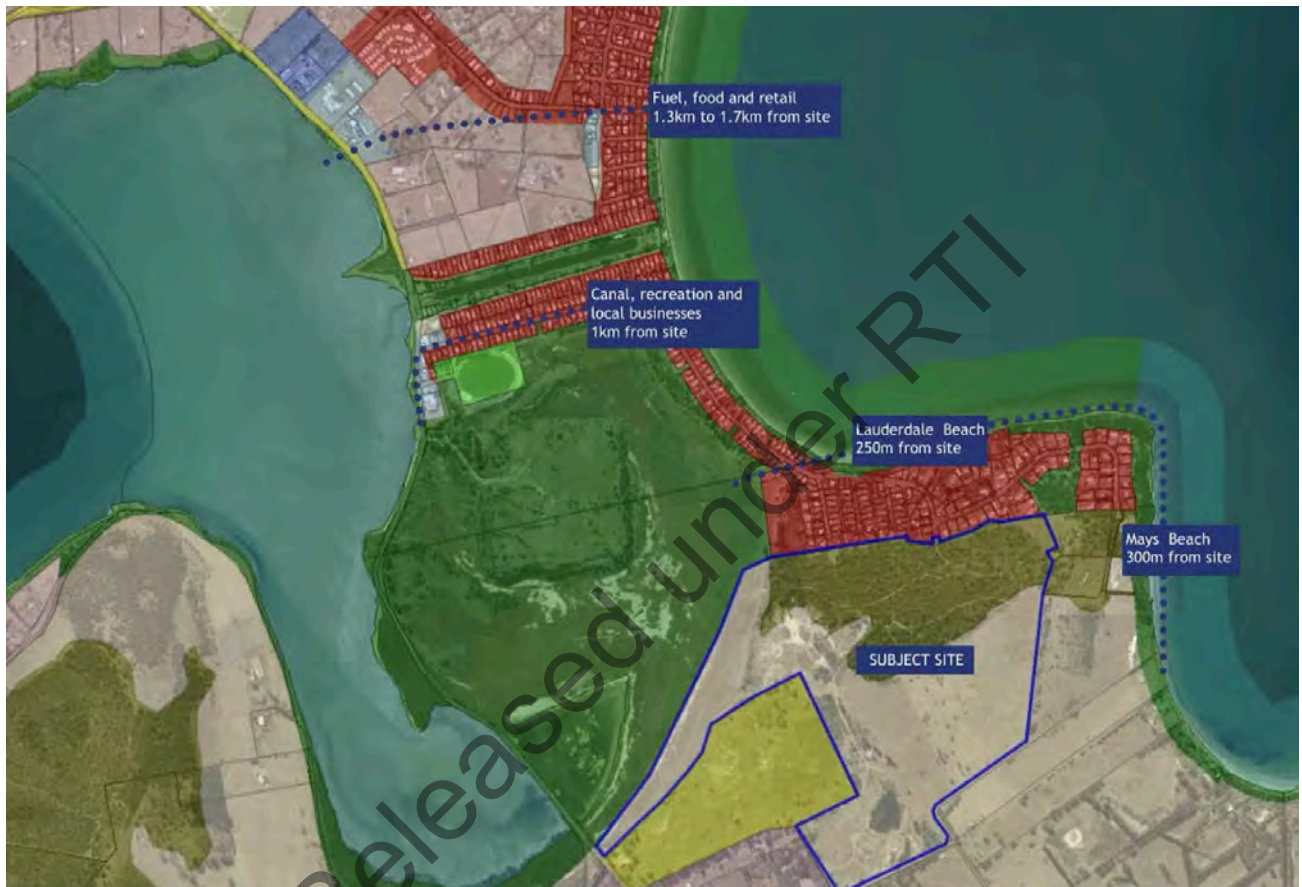 Fuel, food and retail
1.3km to 1.7km from site
Canal, recreation and
local businesses
1km from site
Lauderdale Beach
250m from site
Mays Beach
300m from site
SUBJECT SITE
Released under RTI